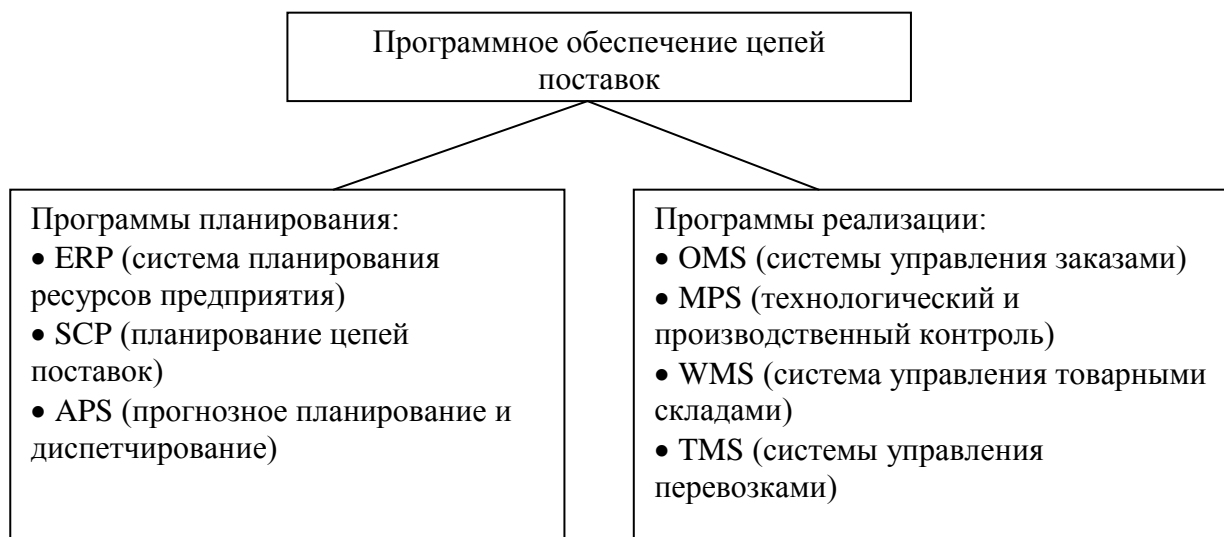 Программное обеспечение цепей
поставок
Программы планирования:
• ERP (система планирования
ресурсов предприятия)
• SCP (планирование цепей
поставок)
• APS (прогнозное планирование и
диспетчирование)
Программы реализации:
• OMS (системы управления заказами)
• MPS (технологический и
производственный контроль)
• WMS (система управления товарными
складами)
• TMS (системы управления
перевозками)